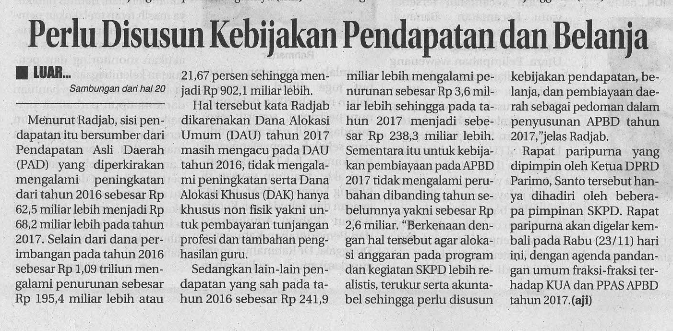 Perlu Disusun Kebijakan Pendapatan dan Belanja
■ LUAR...
Sambungan dari hal 20
Menurut Radjab, sisi pen-
dapatan itu bersumber dari
Pendapatan Asli Daerah
(PAD) yang diperkirakan
mengalami peningkatan
dari tahun 2016 sebesar Rp
62,5 miliar lebih menjadi Rp
68,2 miliar lebih pada tahun
2017. Selain dari dana pe-
rimbangan pada tahun 2016
sebesar Rp 1,09 triliun men-
galami penurunan sebesar
Rp 195,4 miliar lebih atau
21,67 persen sehingga men-
jadi Rp 902,1 miliar lebih.
Hal tersebut kata Radjab
dikarenakan Dana Alokasi
Umum (DAU) tahun 2017
masih mengacu pada DAU
tahun 2016, tidak mengala-
mi peningkatan serta Dana
Alokasi Khusus (DAK) hanya
khusus non fisik yakni un-
tuk pembayaran tunjangan
profesi dan tambahan peng-
hasilan guru.
Sedangkan lain-lain pen-
dapatan yang sah pada ta-
hun 2016 sebesar Rp 241,9
miliar lebih mengalami pe-
nurunan sebesar Rp 3,6 mi-
liar lebih sehingga pada ta-
hun 2017 menjadi sebe-
sar Rp 238,3 miliar lebih.
Sementara itu untuk kebija-
kan pembiayaan pada APBD
2017 tidak mengalami peru-
bahan dibanding tahun se-
belumnya yakni sebesar Rp
2,6 miliar. "Berkenaan den-
gan hal tersebut agar aloka-
si anggaran pada program
dan kegiatan SKPD lebih re-
alistis, terukur serta akunta-
bel sehingga perlu disusun
kebijakan pendapatan, be-
lanja, dan pembiayaan dae-
rah sebagai pedoman dalam
penyusunan APBD tahun
2017,"jelas Radjab.
Rapat paripurna yang
dipimpin oleh Ketua DPRD
Parimo, Santo tersebut han-
ya dihadiri oleh bebera-
pa pimpinan SKPD. Rapat
paripurna akan digelar kem-
bali pada Rabu (23/11) hari
ini, dengan agenda pandan-
gan umum fraksi-fraksi ter-
hadap KUA dan PPAS APBD
tahun 2017.(aji)